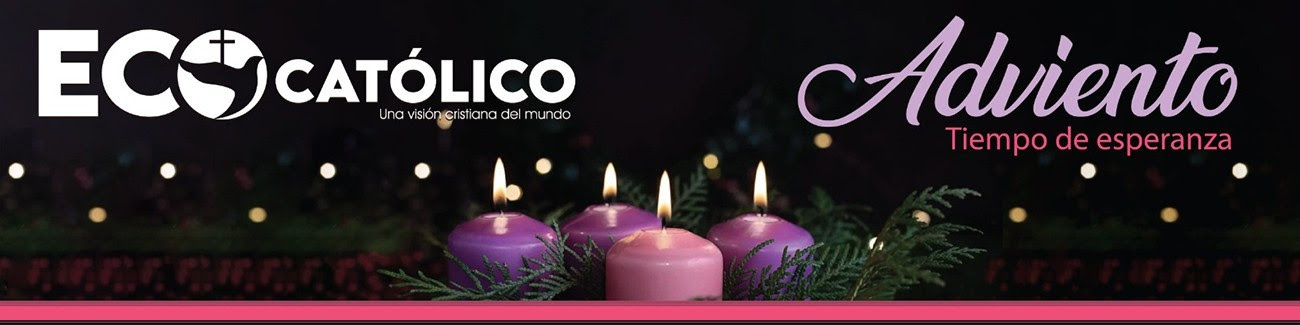 ECO CATÓLICO
Una visión cristiana del mundo
Adviento
Tiempo de esperanza